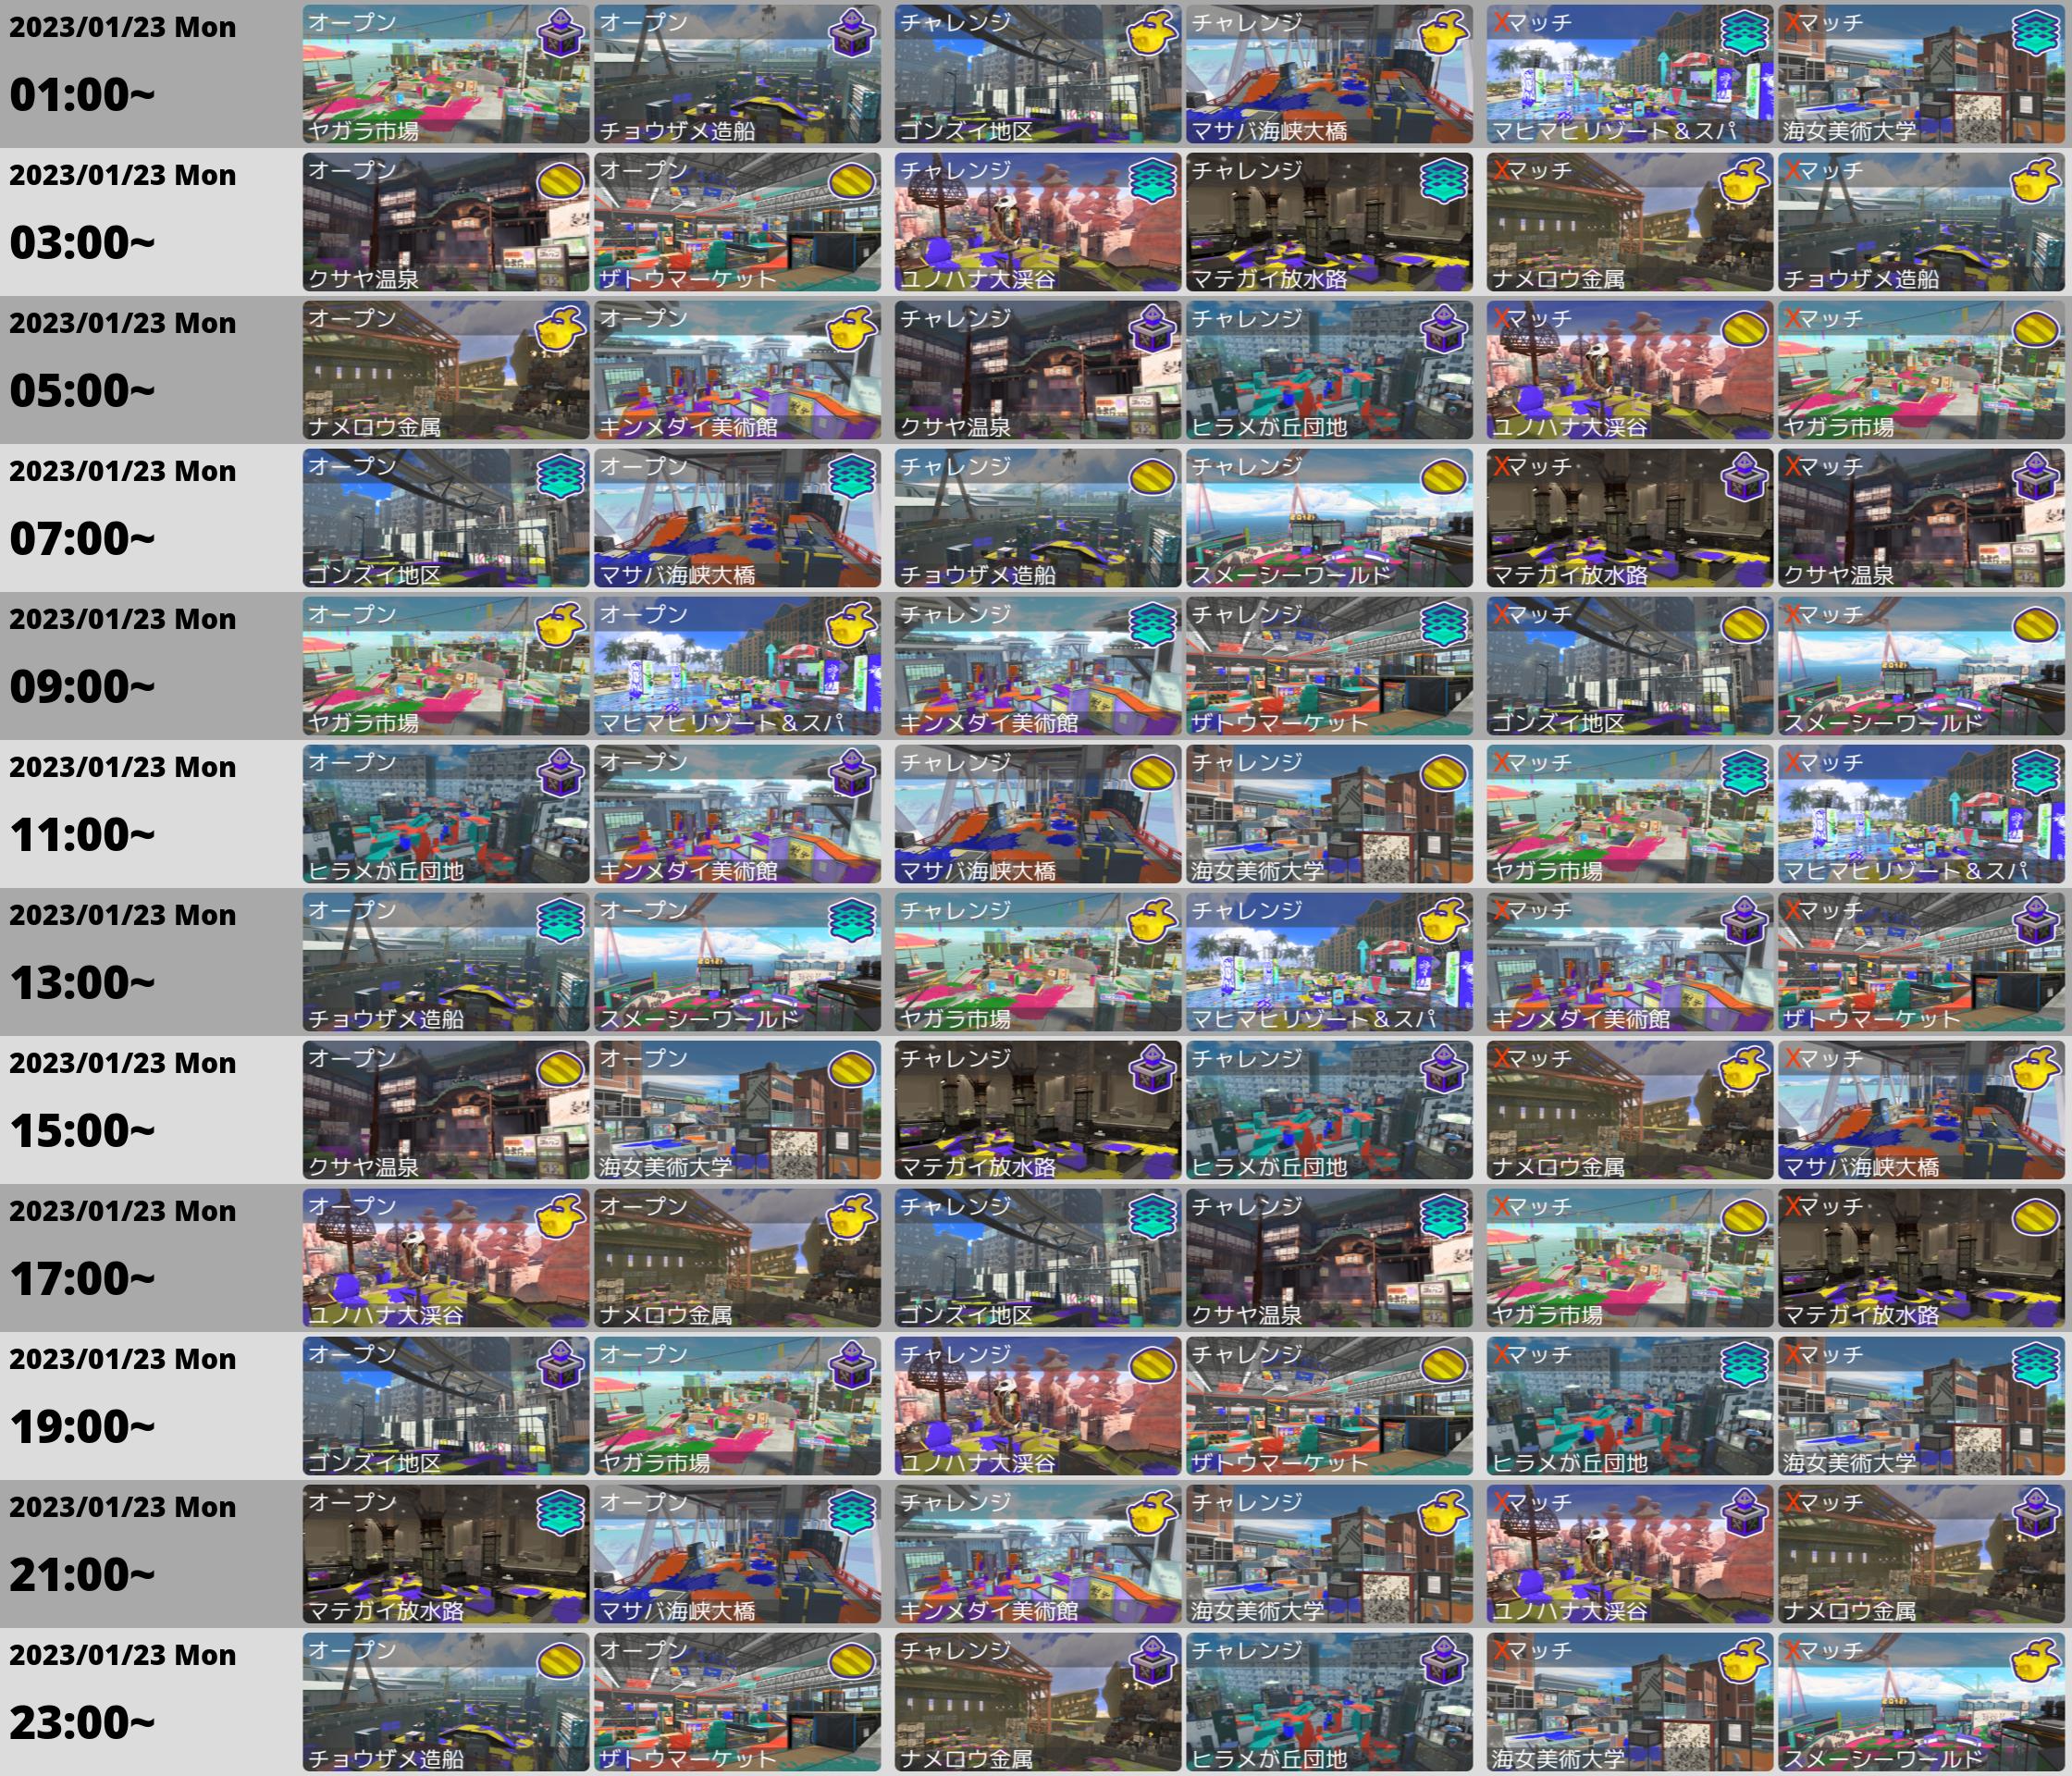 2023/01/23 Mon
01:00~
オープン
ヤガラ市場
オープン
チョウザメ造船
チャレンジ
ゴンズイ地区
チャレンジ
マサバ海峡大橋
Xマッチ
マヒマヒリゾート＆スパ
Xマッチ
海女美術大学
2023/01/23 Mon
03:00~
オープン
クサヤ温泉
オープン
ザトウマーケット
チャレンジ
ユノハナ大渓谷
チャレンジ
マテガイ放水路
Xマッチ
ナメロウ金属
Xマッチ
チョウザメ造船
2023/01/23 Mon
05:00~
オープン
ナメロウ金属
オープン
キンメダイ美術館
チャレンジ
クサヤ温泉
チャレンジ
ヒラメが丘団地
Xマッチ
ユノハナ大渓谷
Xマッチ
ヤガラ市場
2023/01/23 Mon
07:00~
オープン
ゴンズイ地区
オープン
マサバ海峡大橋
チャレンジ
チョウザメ造船
チャレンジ
スメーシーワールド
Xマッチ
マテガイ放水路
Xマッチ
クサヤ温泉
2023/01/23 Mon
09:00~
オープン
ヤガラ市場
オープン
マヒマヒリゾート＆スパ
チャレンジ
キンメダイ美術館
チャレンジ
ザトウマーケット
Xマッチ
ゴンズイ地区
Xマッチ
スメーシーワールド
2023/01/23 Mon
11:00~
オープン
ヒラメが丘団地
オープン
キンメダイ美術館
チャレンジ
マサバ海峡大橋
チャレンジ
海女美術大学
Xマッチ
ヤガラ市場
Xマッチ
マヒマヒリゾート＆スパ
2023/01/23 Mon
13:00~
オープン
チョウザメ造船
オープン
スメーシーワールド
チャレンジ
ヤガラ市場
チャレンジ
マヒマヒリゾート＆スパ
Xマッチ
キンメダイ美術館
Xマッチ
ザトウマーケット
2023/01/23 Mon
15:00~
オープン
クサヤ温泉
オープン
海女美術大学
チャレンジ
マテガイ放水路
チャレンジ
ヒラメが丘団地
Xマッチ
ナメロウ金属
Xマッチ
マサバ海峡大橋
2023/01/23 Mon
17:00~
オープン
ユノハナ大渓谷
オープン
ナメロウ金属
チャレンジ
ゴンズイ地区
チャレンジ
クサヤ温泉
Xマッチ
ヤガラ市場
Xマッチ
マテガイ放水路
2023/01/23 Mon
19:00~
オープン
ゴンズイ地区
オープン
ヤガラ市場
チャレンジ
ユノハナ大渓谷
チャレンジ
ザトウマーケット
Xマッチ
ヒラメが丘団地
Xマッチ
海女美術大学
2023/01/23 Mon
21:00~
オープン
マテガイ放水路
オープン
マサバ海峡大橋
チャレンジ
キンメダイ美術館
チャレンジ
海女美術大学
Xマッチ
ユノハナ大渓谷
Xマッチ
ナメロウ金属
2023/01/23 Mon
23:00~
オープン
チョウザメ造船
オープン
ザトウマーケット
チャレンジ
ナメロウ金属
チャレンジ
ヒラメが丘団地
Xマッチ
海女美術大学
Xマッチ
スメーシーワールド